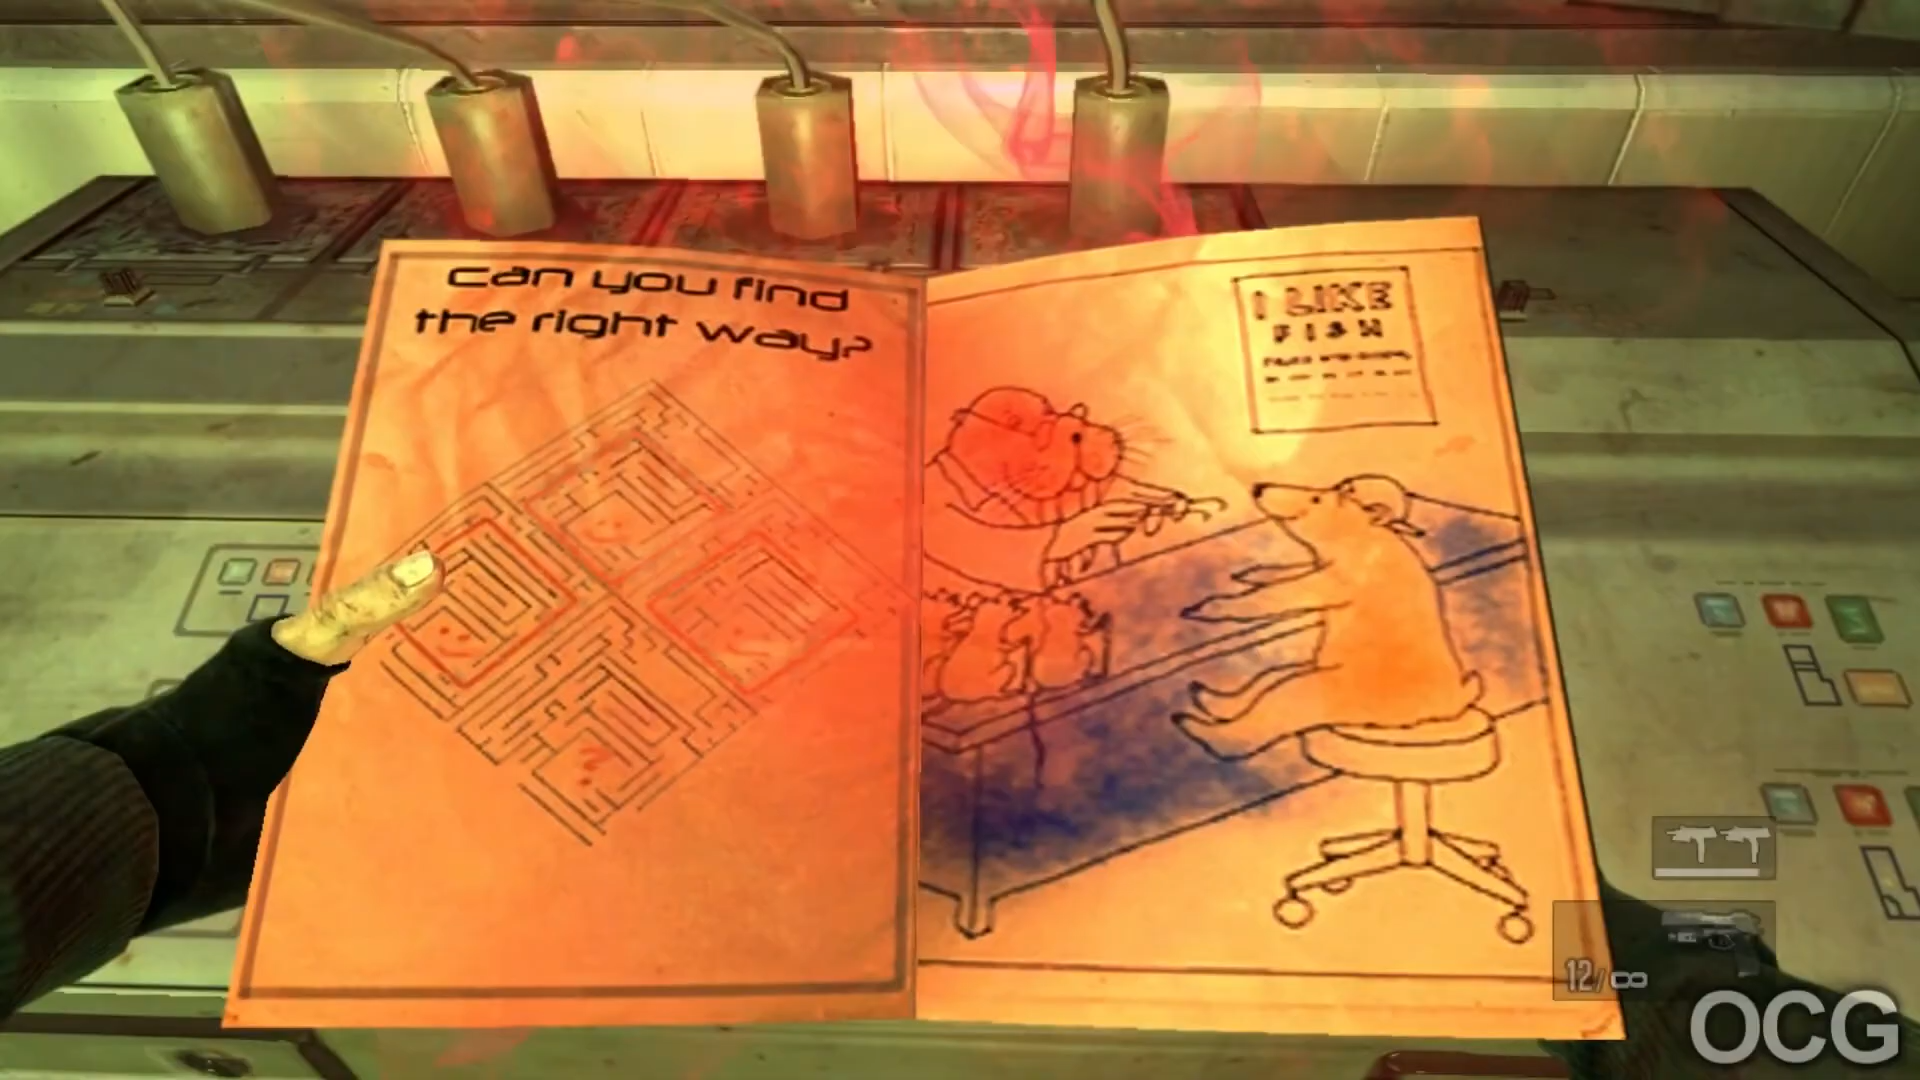 Can you find
the right way?
I LIKE
FISH
?
12/∞
OCG